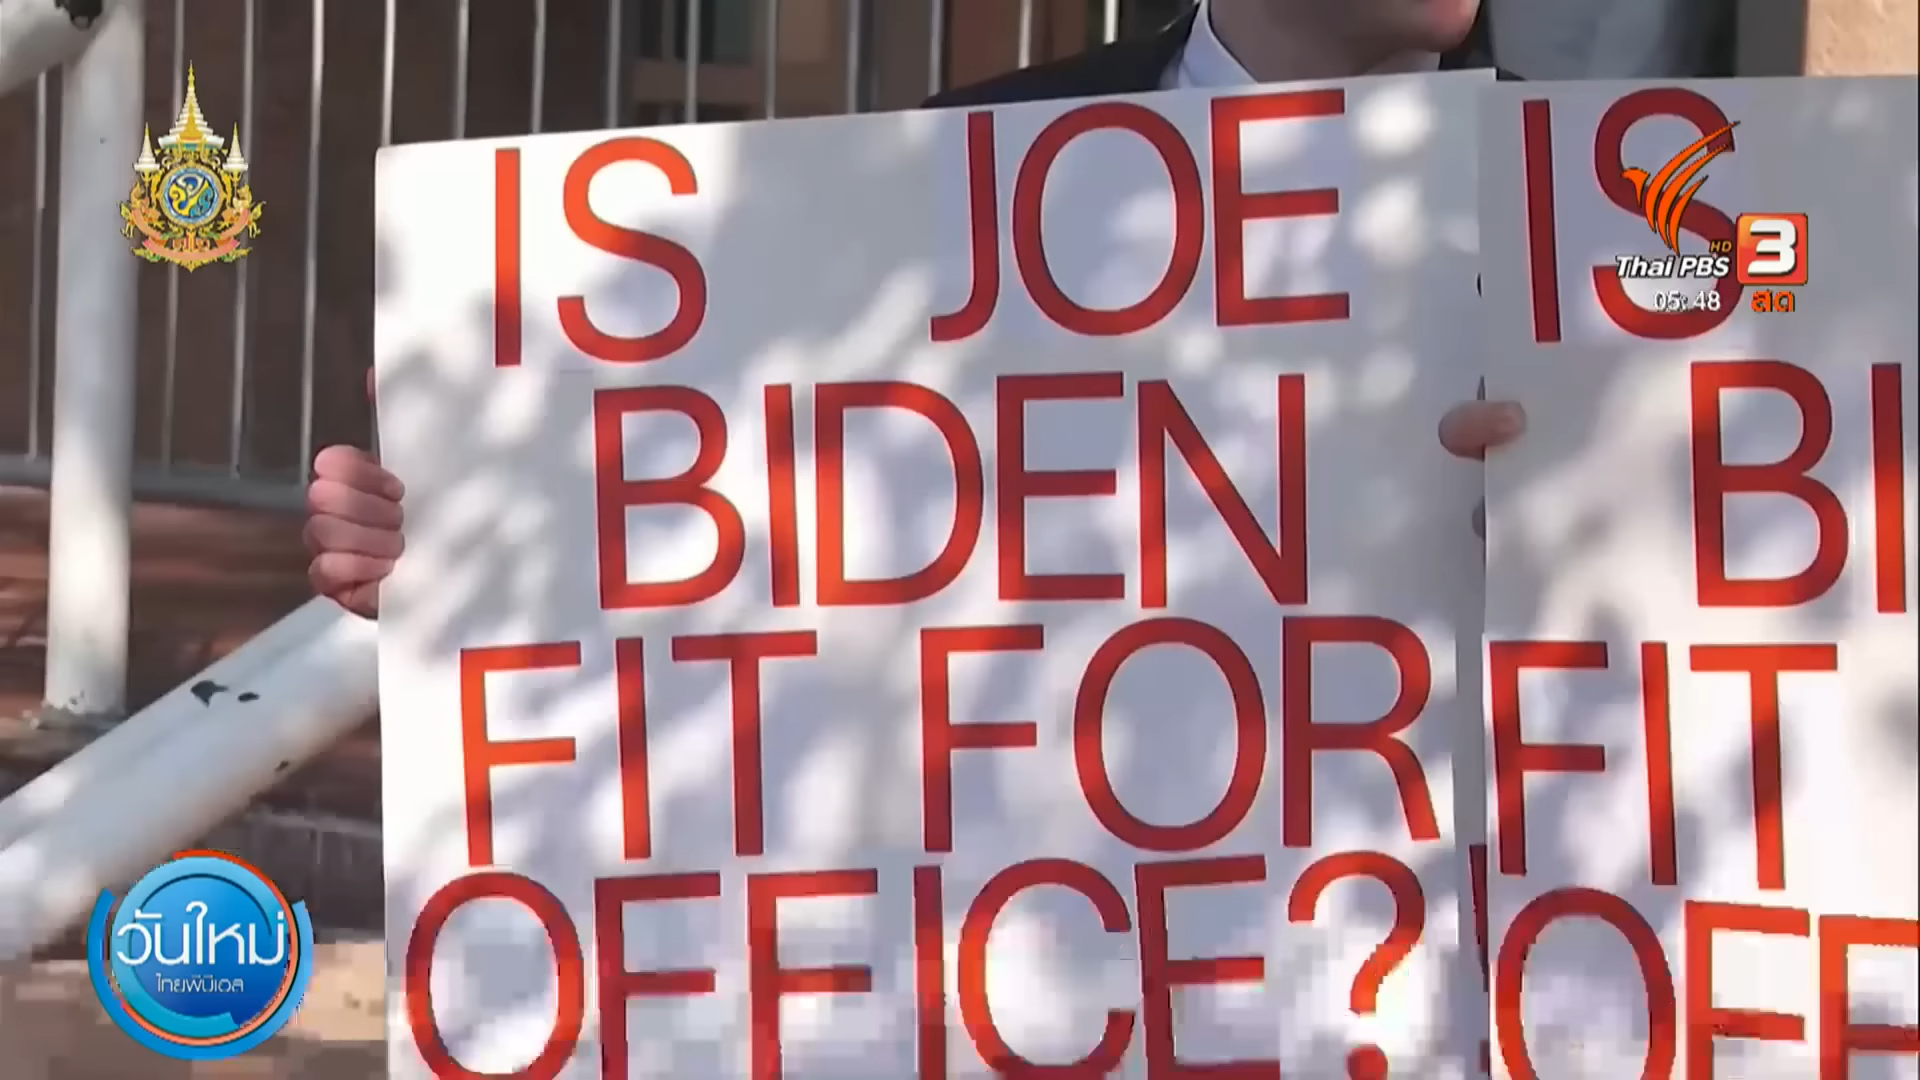 IS JOE
BIDEN
FIT FOR
OFFICE?
IS
BI
FIT
OFF
HD
Thai PBS 3
05:48 สด
วันใหม่
ไทยพีบีเอส